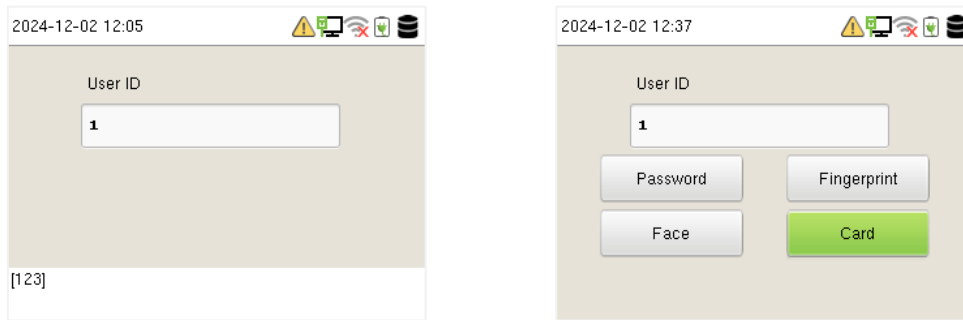 2024-12-02 12:05
User ID
1
[123]
2024-12-02 12:37
User ID
1
Password Fingerprint
Face Card